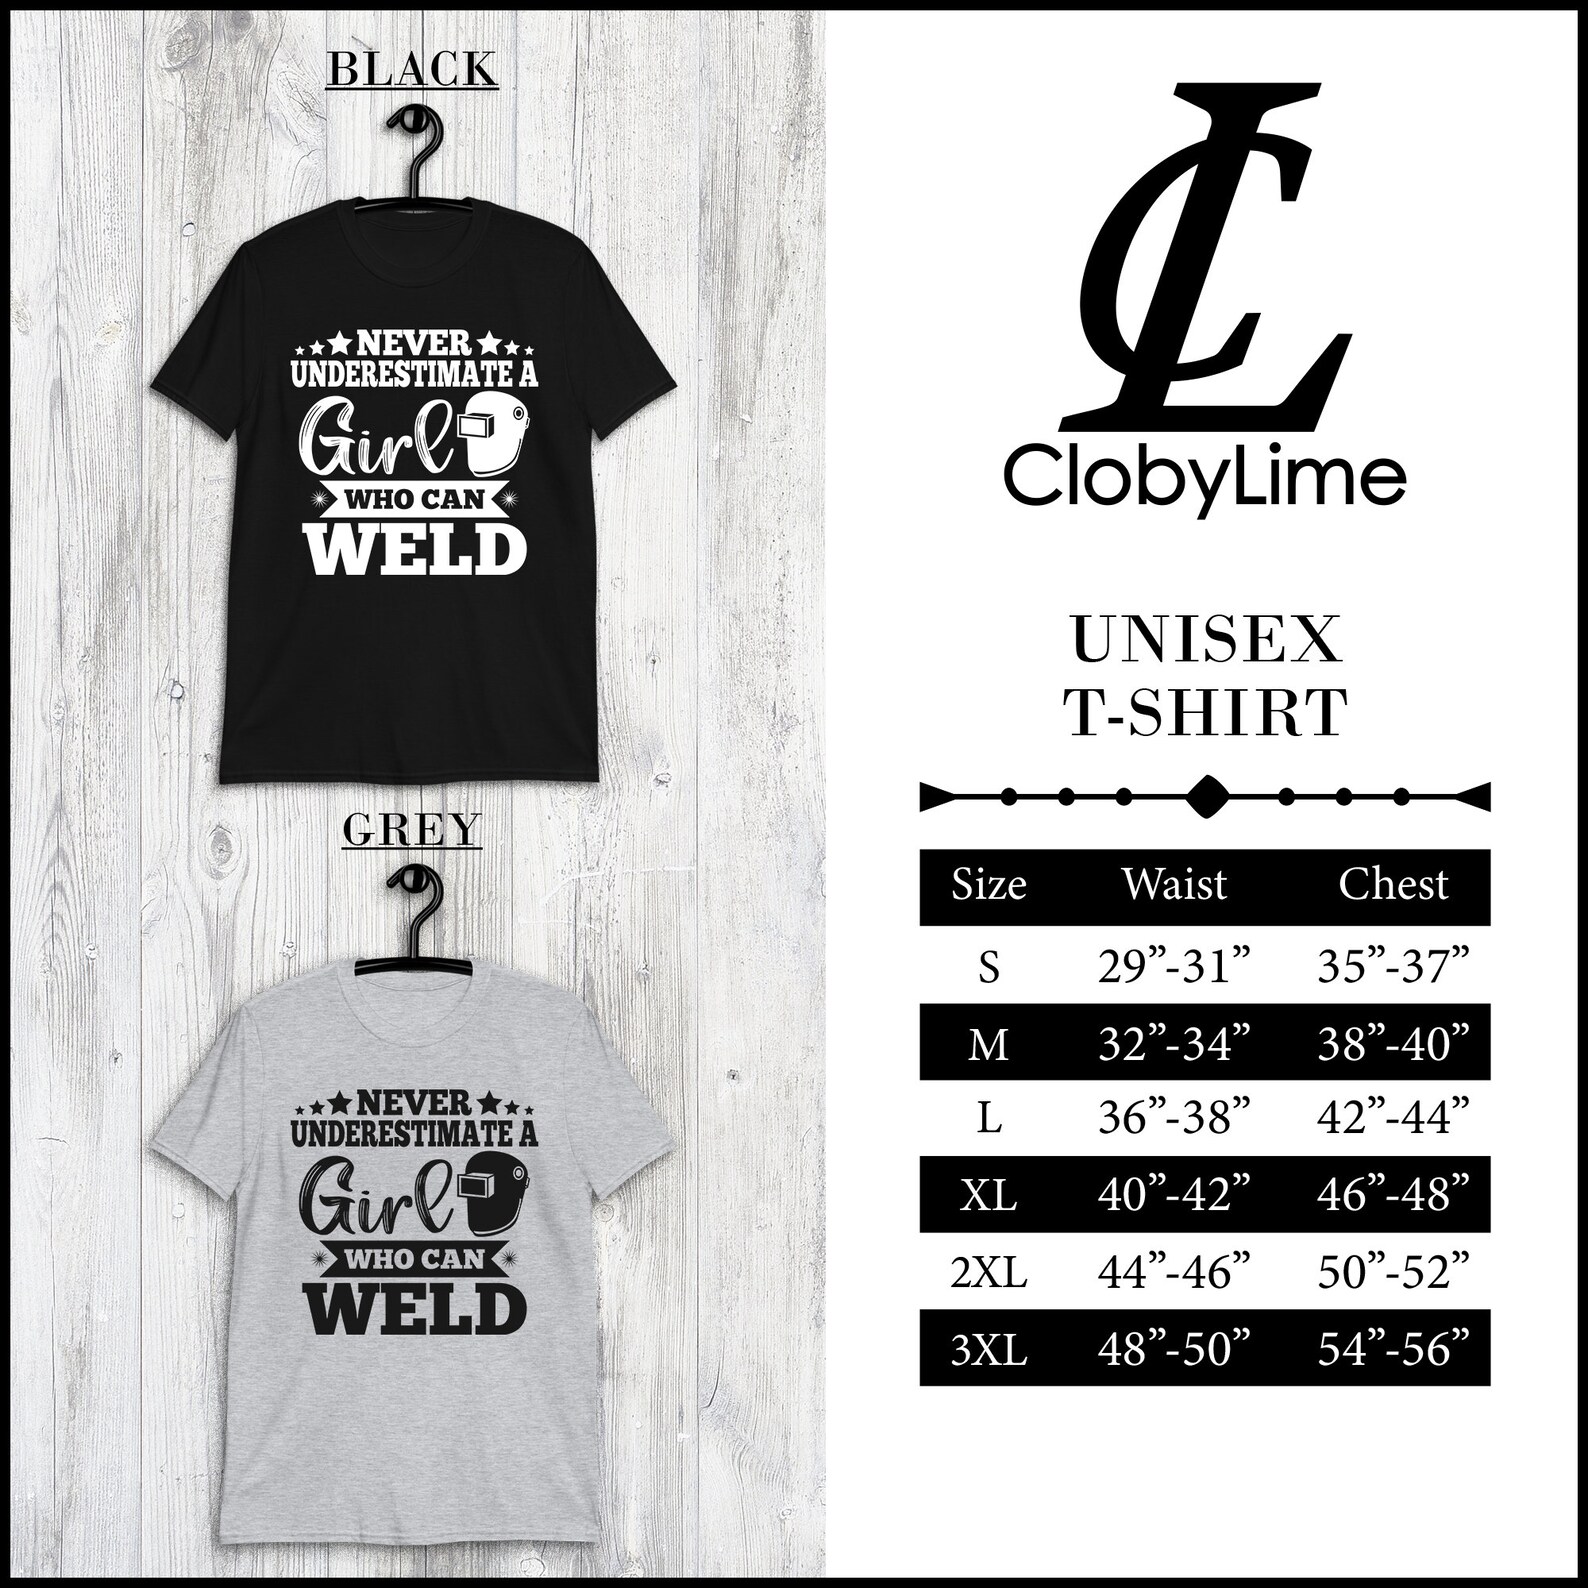 BLACK
NEVER
UNDERESTIMATE A
Girl
WHO CAN
WELD
GREY
NEVER
UNDERESTIMATE A
Girl
WHO CAN
WELD
LC
ClobyLime
UNISEX
T-SHIRT
Size Waist Chest
S 29”-31” 35”-37”
M 32”-34” 38”-40”
L 36”-38” 42”-44”
XL 40”-42” 46”-48”
2XL 44”-46” 50”-52”
3XL 48”-50” 54”-56”